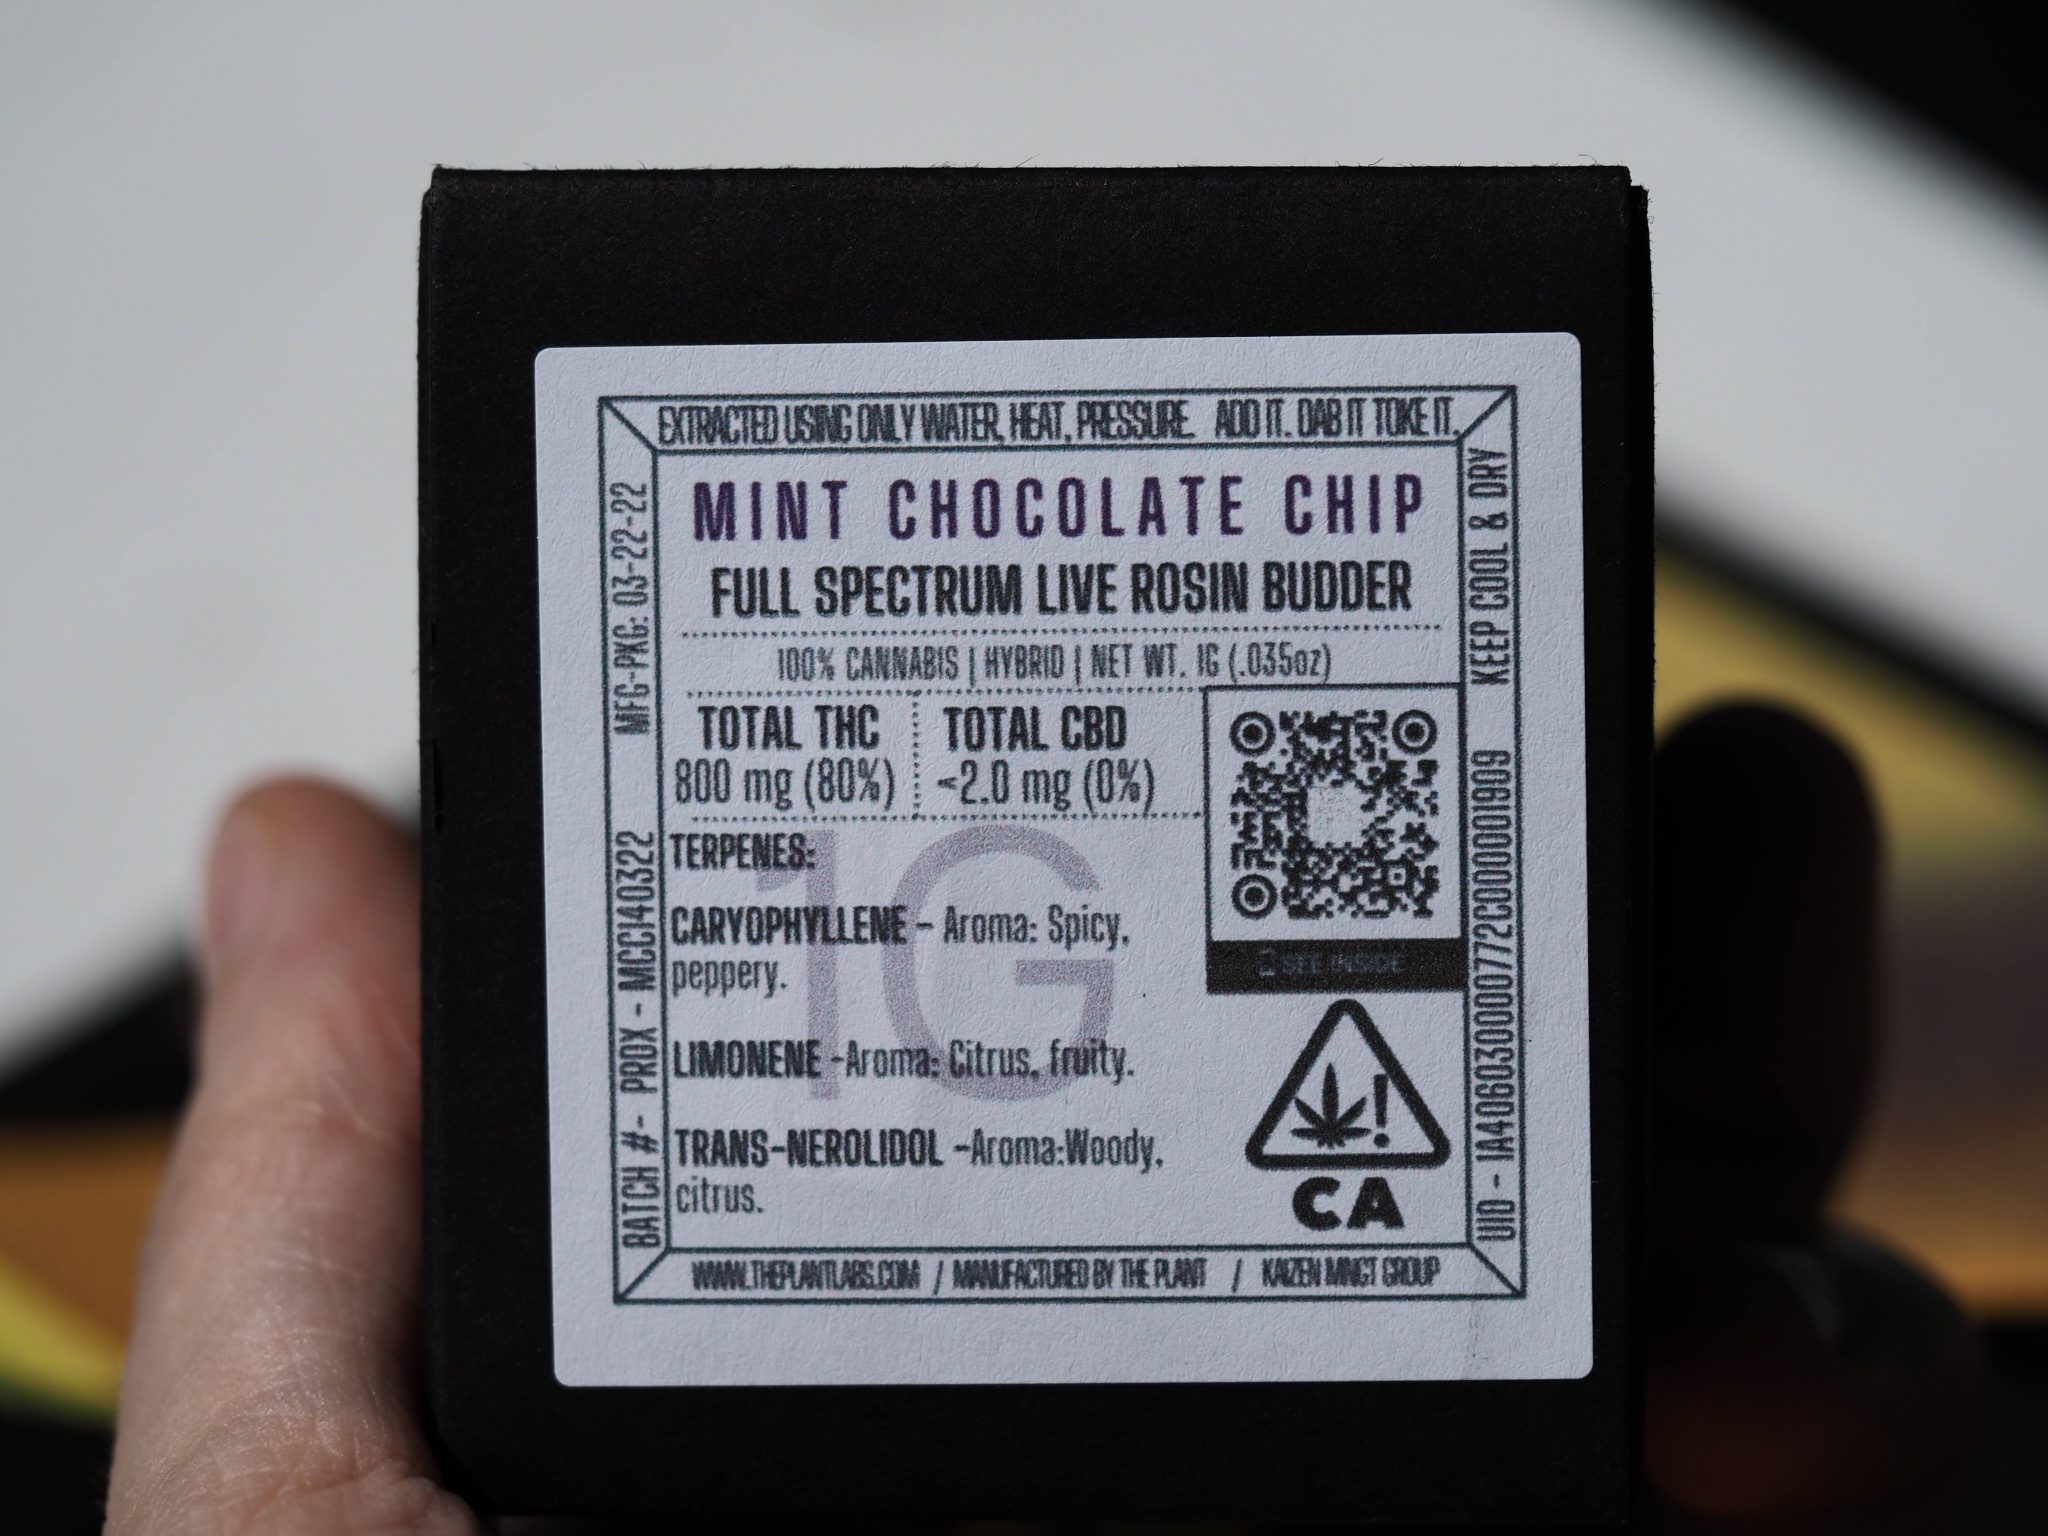 EXTRACTED USING ONLY WATER, HEAT, PRESSURE. ADD IT. DAB IT TOKE IT.
MINT CHOCOLATE CHIP
FULL SPECTRUM LIVE ROSIN BUDDER
100% CANNABIS | HYBRID | NET WT. 1G (.035oz)
TOTAL THC
800 mg (80%)
TOTAL CBD
<2.0 mg (0%)
TERPENES:
1G
CARYOPHYLLENE - Aroma: Spicy,
peppery.
LIMONENE -Aroma: Citrus, fruity.
TRANS-NEROLIDOL -Aroma:Woody,
citrus.
SEE INSIDE
CA
BATCH #- PRDX - MCC140322 MFG-PKG: 03-22-22
KEEP COOL & DRY
WWW.THEPLANTLABS.COM / MANUFACTURED BY THE PLANT / KAIZEN MNGT GROUP